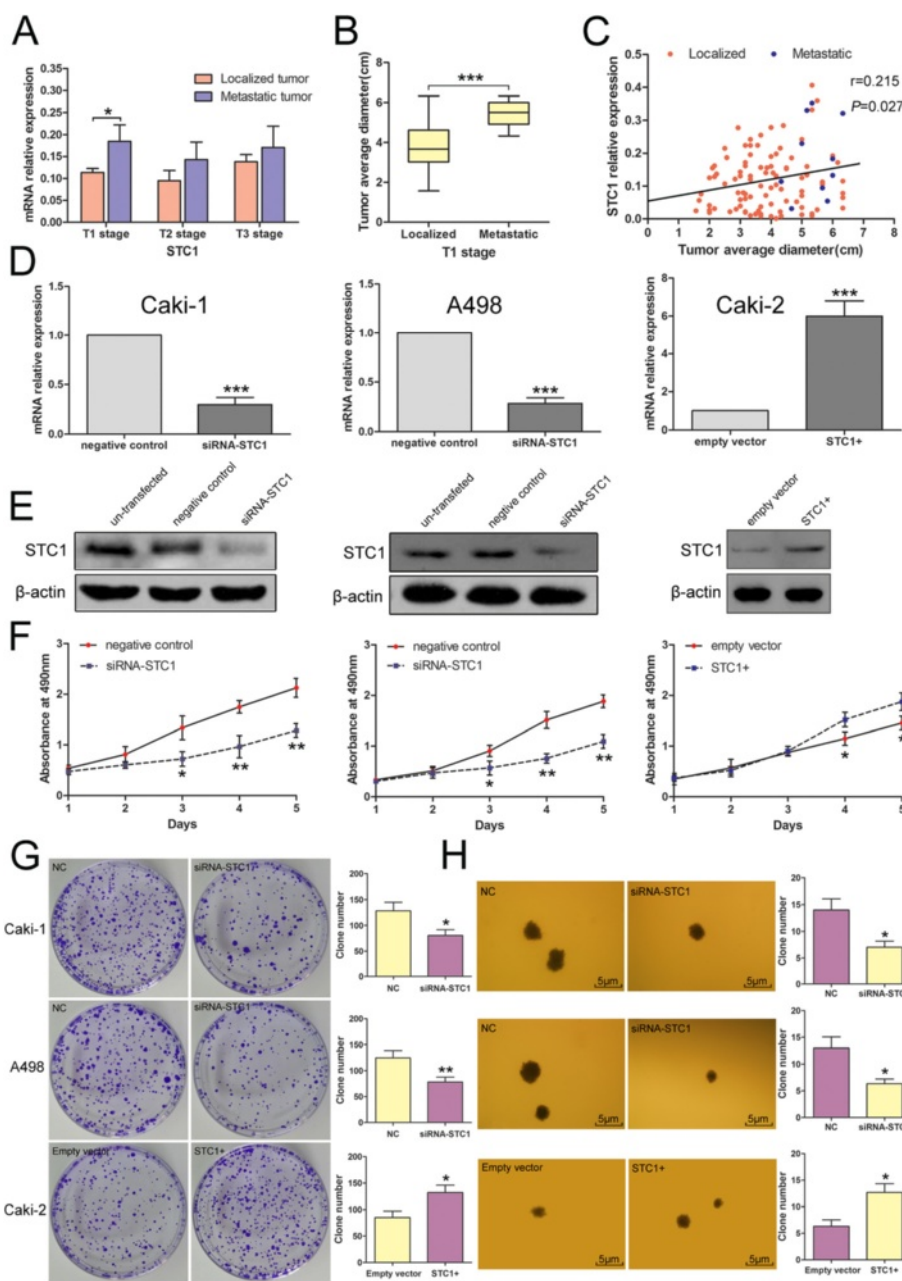 A
mRNA relative expression
0.25
0.20
0.15
0.10
0.05
0.00
Localized tumor
Metastatic tumor
*
T1 stage T2 stage T3 stage
STC1
B
Tumor average diameter(cm)
8
6
4
2
0
***
Localized Metastatic
T1 stage
C
Localized Metastatic
STC1 relative expression
0.5
0.4
0.3
0.2
0.1
0.0
r=0.215
P=0.027
0 1 2 3 4 5 6 7 8
Tumor average diameter(cm)
D
mRNA relative expression
1.5
1.0
0.5
0.0
Caki-1
***
negative control siRNA-STC1
mRNA relative expression
1.5
1.0
0.5
0.0
A498
***
negative control siRNA-STC1
mRNA relative expression
8
6
4
2
0
Caki-2
***
empty vector STC1+
E
un-transfected negative control siRNA-STC1
STC1
β-actin
un-transfeted negtive control siRNA-STC1
STC1
β-actin
empty vector STC1+
STC1
β-actin
F
Absorbance at 490nm
3
2
1
0
negative control
siRNA-STC1
* ** **
1 2 3 4 5
Days
Absorbance at 490nm
3
2
1
0
negative control
siRNA-STC1
* ** **
1 2 3 4 5
Days
Absorbance at 490nm
3
2
1
0
empty vector
STC1+
* *
1 2 3 4 5
Days
G
Caki-1
NC siRNA-STC1
Clone number
200
150
100
50
0
*
NC siRNA-STC1
A498
NC siRNA-STC1
Clone number
200
150
100
50
0
**
NC siRNA-STC1
Caki-2
Empty vector STC1+
Clone number
200
150
100
50
0
*
Empty vector STC1+
H
NC siRNA-STC1
5μm 5μm
Clone number
20
15
10
5
0
*
NC siRNA-STC1
NC siRNA-STC1
5μm 5μm
Clone number
20
15
10
5
0
*
NC siRNA-STC
Empty vector STC1+
5μm 5μm
Clone number
20
15
10
5
0
*
Empty vector STC1+